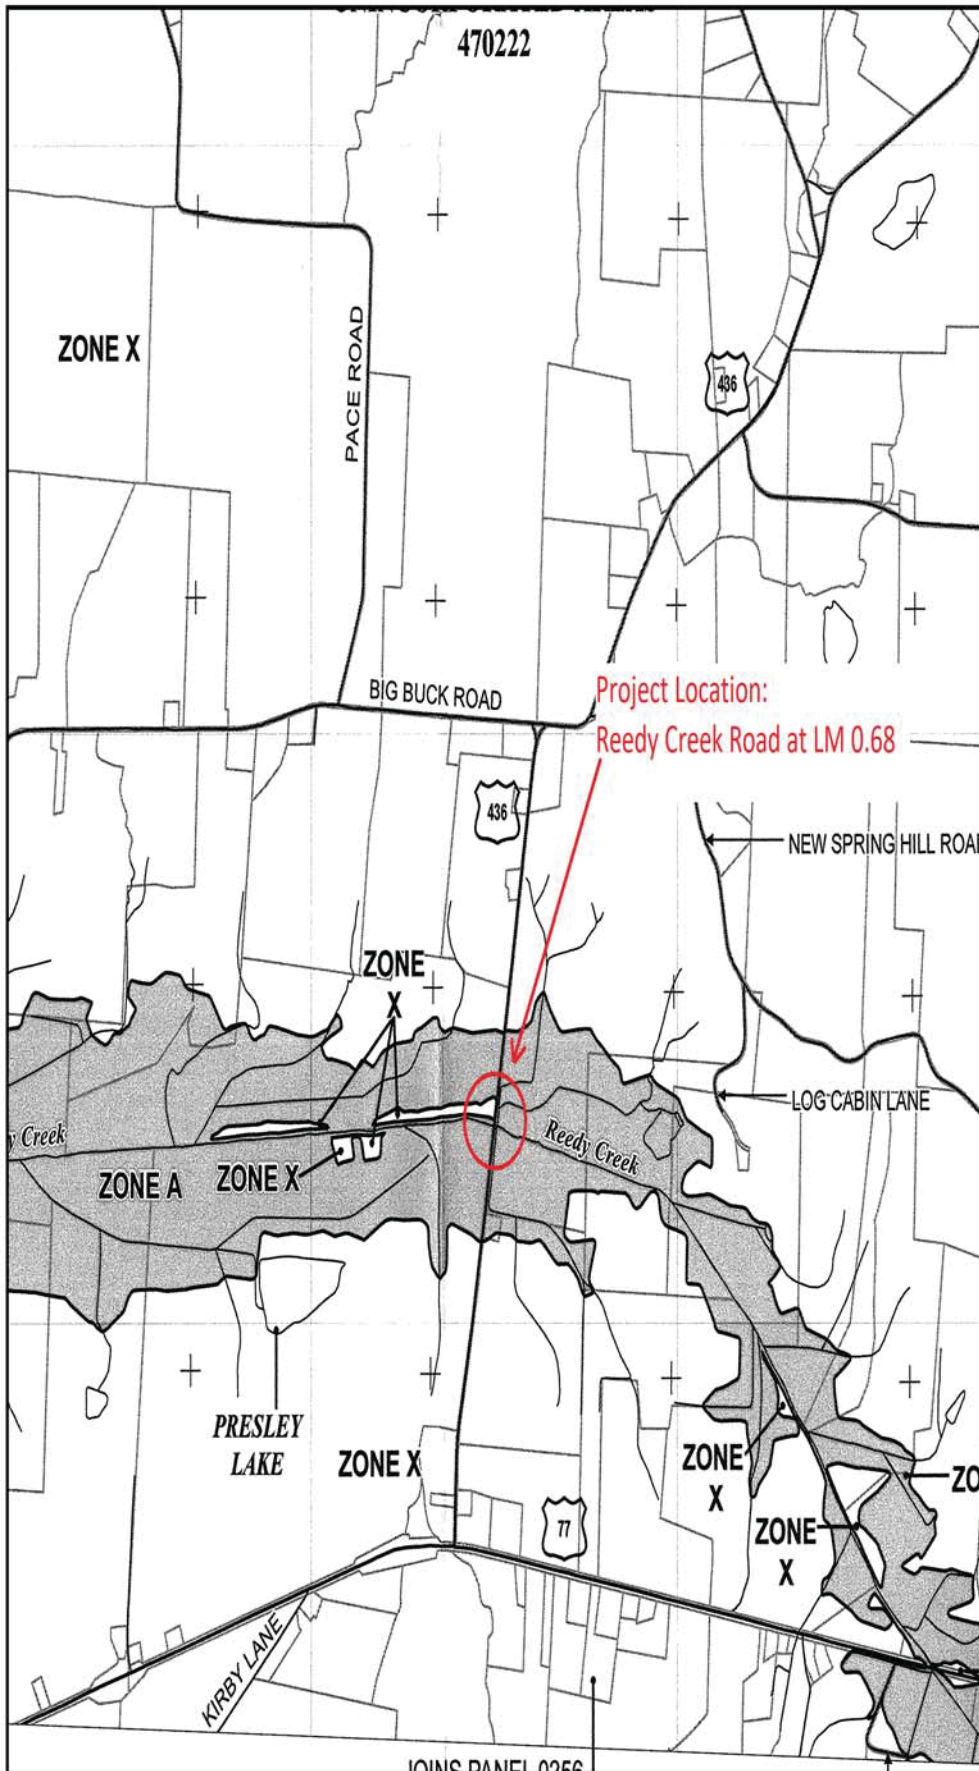 470222
ZONE X
PACE ROAD
436
BIG BUCK ROAD
Project Location:
Reedy Creek Road at LM 0.68
436
NEW SPRING HILL ROAD
ZONE
X
LOG CABIN LANE
y Creek
Reedy Creek
ZONE A
ZONE X
PRESLEY
LAKE
ZONE X
ZONE
X
ZO
77
ZONE
X
KIRBY LANE
JOINS PANEL 0256